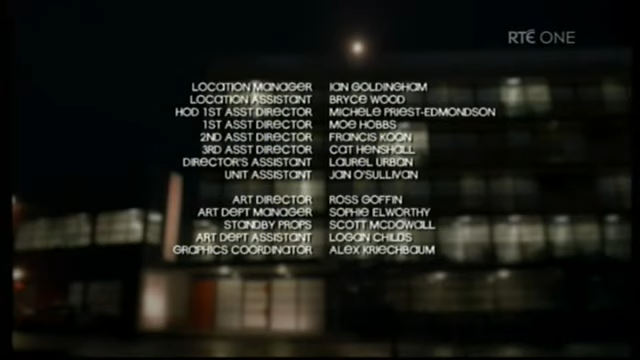 RTÉ ONE
LOCATION MANAGER IAN GOLDINGHAM
LOCATION ASSISTANT BRYCE WOOD
HOD 1ST ASST DIRECTOR MICHELE PRIEST-EDMONDSON
1ST ASST DIRECTOR MOE HOBBS
2ND ASST DIRECTOR FRANCIS KOON
3RD ASST DIRECTOR CAT HENSHALL
DIRECTOR'S ASSISTANT LAUREL URBAN
UNIT ASSISTANT JAN O'SULLIVAN
ART DIRECTOR ROSS GOFFIN
ART DEPT MANAGER SOPHIE ELWORTHY
STANDBY PROPS SCOTT MCDOWALL
ART DEPT ASSISTANT LOGAN CHILDS
GRAPHICS COORDINATOR ALEX KRIECHBAUM